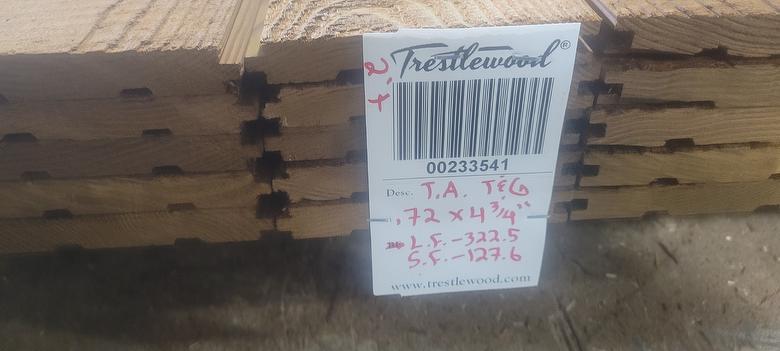 Trestlewood®
00233541
Desc. T.A. T&G
.72 x 4 3/4"
L.F. - 322.5
S.F. - 127.6
www.trestlewood.com